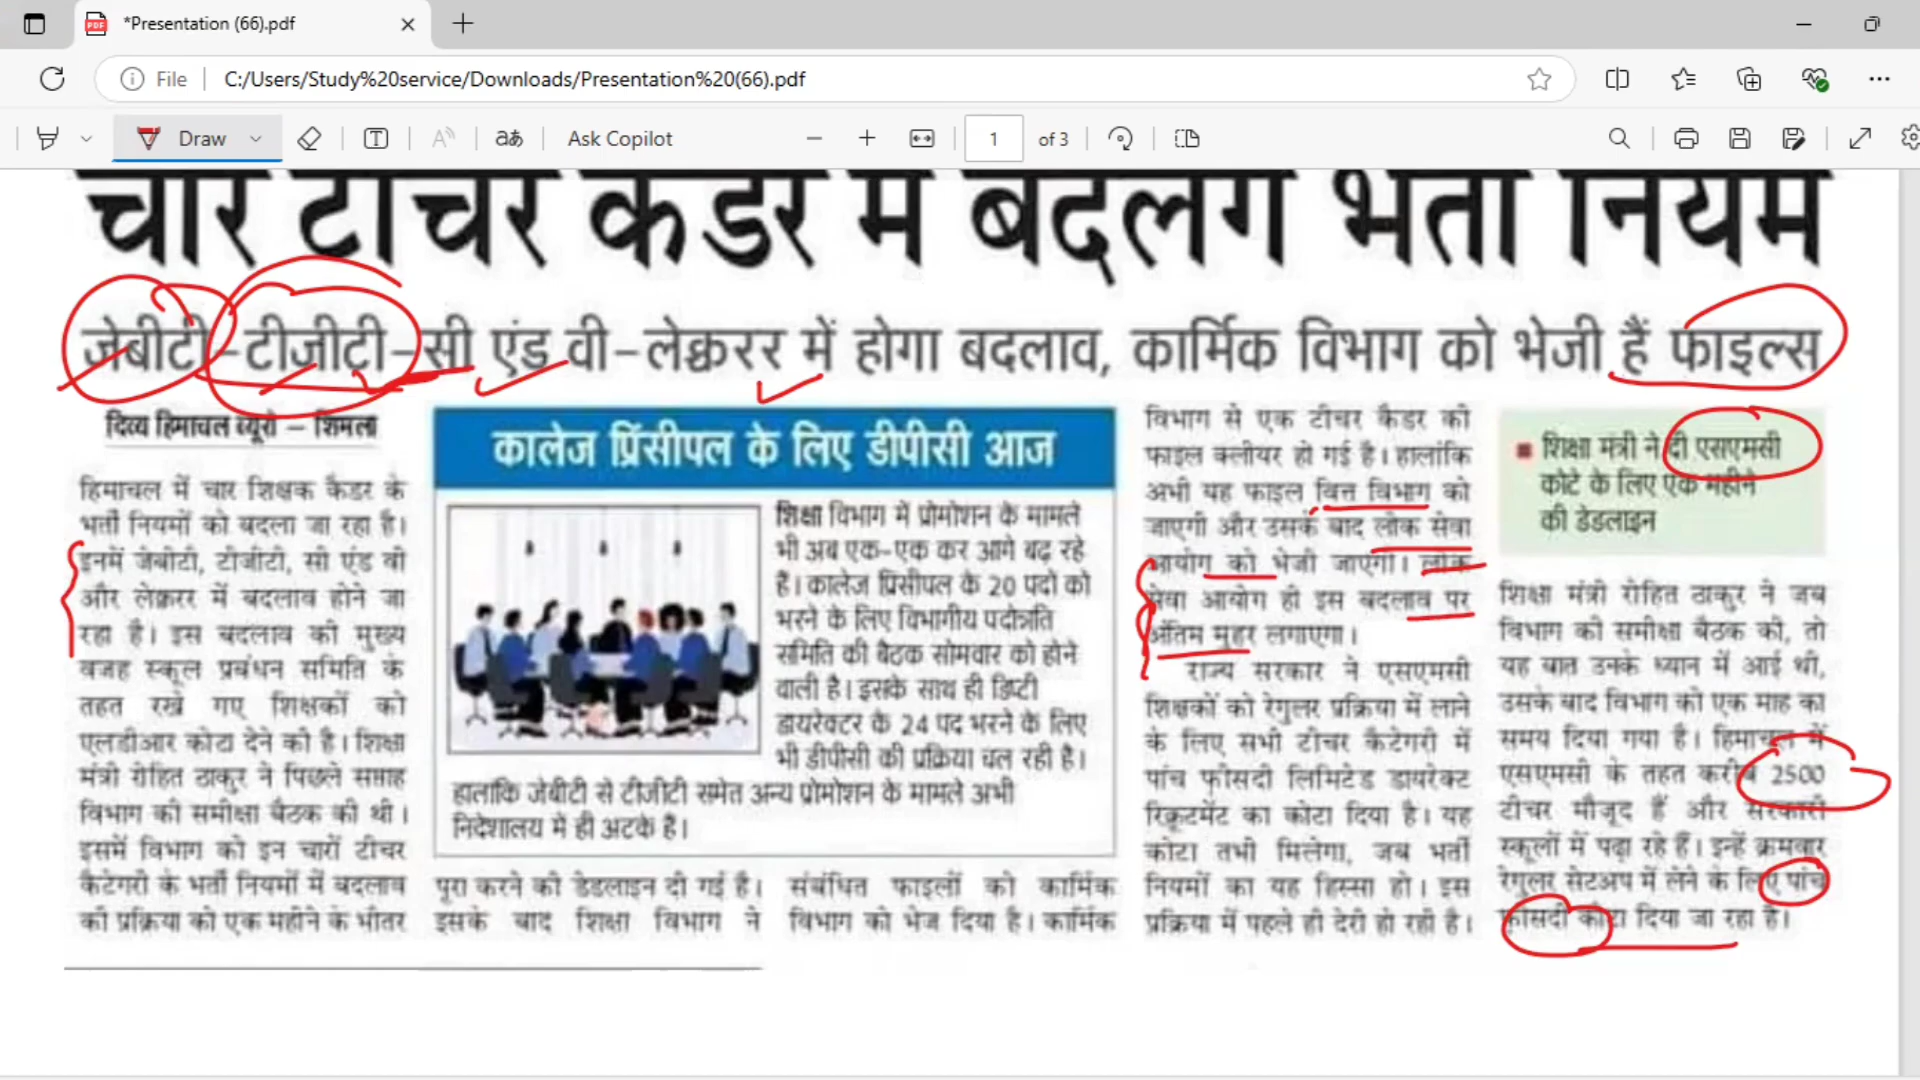 *Presentation (66).pdf
File
C:/Users/Study%20service/Downloads/Presentation%20(66).pdf
Draw
T
aあ
Ask Copilot
1
of 3
चार टीचर कैडर में बदलेंगे भर्ती नियम
जेबीटी-टीजीटी-सी एंड वी-लेक्चरर में होगा बदलाव, कार्मिक विभाग को भेजी हैं फाइल्स
दिव्य हिमाचल ब्यूरो – शिमला
हिमाचल में चार शिक्षक कैडर के
भर्ती नियमों को बदला जा रहा है।
इनमें जेबीटी, टीजीटी, सी एंड वी
और लेक्चरर में बदलाव होने जा
रहा है। इस बदलाव की मुख्य
वजह स्कूल प्रबंधन समिति के
तहत रखे गए शिक्षकों को
एलडीआर कोटा देने की है। शिक्षा
मंत्री रोहित ठाकुर ने पिछले सप्ताह
विभाग की समीक्षा बैठक की थी।
इसमें विभाग को इन चारों टीचर
कैटेगरी के भर्ती नियमों में बदलाव
की प्रक्रिया को एक महीने के भीतर
कालेज प्रिंसीपल के लिए डीपीसी आज
शिक्षा विभाग में प्रोमोशन के मामले
भी अब एक-एक कर आगे बढ़ रहे
हैं। कालेज प्रिंसीपल के 20 पदों को
भरने के लिए विभागीय पदोन्नति
समिति की बैठक सोमवार को होने
वाली है। इसके साथ ही डिप्टी
डायरेक्टर के 24 पद भरने के लिए
भी डीपीसी की प्रक्रिया चल रही है।
हालांकि जेबीटी से टीजीटी समेत अन्य प्रोमोशन के मामले अभी
निदेशालय में ही अटके हैं।
पूरा करने की डेडलाइन दी गई है।
इसके बाद शिक्षा विभाग ने
संबंधित फाइलों को कार्मिक
विभाग को भेज दिया है। कार्मिक
विभाग से एक टीचर कैडर की
फाइल क्लीयर हो गई है। हालांकि
अभी यह फाइल वित्त विभाग को
जाएगी और उसके बाद लोक सेवा
आयोग को भेजी जाएगी। लोक
सेवा आयोग ही इस बदलाव पर
अंतिम मुहर लगाएगा।
राज्य सरकार ने एसएमसी
शिक्षकों को रेगुलर प्रक्रिया में लाने
के लिए सभी टीचर कैटेगरी में
पांच फीसदी लिमिटेड डायरेक्ट
रिक्रूटमेंट का कोटा दिया है। यह
कोटा तभी मिलेगा, जब भर्ती
नियमों का यह हिस्सा हो। इस
प्रक्रिया में पहले ही देरी हो रही है।
शिक्षा मंत्री ने दी एसएमसी
कोटे के लिए एक महीने
की डेडलाइन
शिक्षा मंत्री रोहित ठाकुर ने जब
विभाग की समीक्षा बैठक की, तो
यह बात उनके ध्यान में आई थी,
उसके बाद विभाग को एक माह का
समय दिया गया है। हिमाचल में
एसएमसी के तहत करीब 2500
टीचर मौजूद हैं और सरकारी
स्कूलों में पढ़ा रहे हैं। इन्हें क्रमवार
रेगुलर सेटअप में लेने के लिए पांच
फीसदी कोटा दिया जा रहा है।